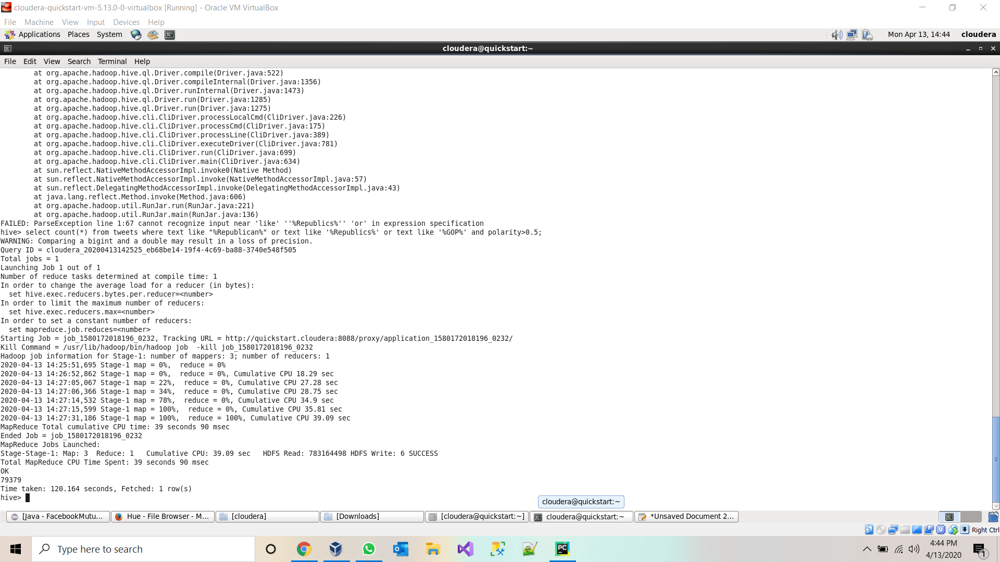 cloudera-quickstart-vm-5.13.0-0-virtualbox [Running] - Oracle VM VirtualBox
File Machine View Input Devices Help
Applications Places System Mon Apr 13, 14:44 cloudera
cloudera@quickstart:~
File Edit View Search Terminal Help
at org.apache.hadoop.hive.ql.Driver.compile(Driver.java:522)
at org.apache.hadoop.hive.ql.Driver.compileInternal(Driver.java:1356)
at org.apache.hadoop.hive.ql.Driver.runInternal(Driver.java:1473)
at org.apache.hadoop.hive.ql.Driver.run(Driver.java:1285)
at org.apache.hadoop.hive.ql.Driver.run(Driver.java:1275)
at org.apache.hadoop.hive.cli.CliDriver.processLocalCmd(CliDriver.java:226)
at org.apache.hadoop.hive.cli.CliDriver.processCmd(CliDriver.java:175)
at org.apache.hadoop.hive.cli.CliDriver.processLine(CliDriver.java:389)
at org.apache.hadoop.hive.cli.CliDriver.executeDriver(CliDriver.java:781)
at org.apache.hadoop.hive.cli.CliDriver.run(CliDriver.java:699)
at org.apache.hadoop.hive.cli.CliDriver.main(CliDriver.java:634)
at sun.reflect.NativeMethodAccessorImpl.invoke0(Native Method)
at sun.reflect.NativeMethodAccessorImpl.invoke(NativeMethodAccessorImpl.java:57)
at sun.reflect.DelegatingMethodAccessorImpl.invoke(DelegatingMethodAccessorImpl.java:43)
at java.lang.reflect.Method.invoke(Method.java:606)
at org.apache.hadoop.util.RunJar.run(RunJar.java:221)
at org.apache.hadoop.util.RunJar.main(RunJar.java:136)
FAILED: ParseException line 1:67 cannot recognize input near 'like' ''%Republics%'' 'or' in expression specification
hive> select count(*) from tweets where text like "%Republican%" or text like '%Republics%' or text like '%GOP%' and polarity>0.5;
WARNING: Comparing a bigint and a double may result in a loss of precision.
Query ID = cloudera_20200413142525_eb68be14-19f4-4c69-ba88-3740e548f505
Total jobs = 1
Launching Job 1 out of 1
Number of reduce tasks determined at compile time: 1
In order to change the average load for a reducer (in bytes):
set hive.exec.reducers.bytes.per.reducer=<number>
In order to limit the maximum number of reducers:
set hive.exec.reducers.max=<number>
In order to set a constant number of reducers:
set mapreduce.job.reduces=<number>
Starting Job = job_1580172018196_0232, Tracking URL = http://quickstart.cloudera:8088/proxy/application_1580172018196_0232/
Kill Command = /usr/lib/hadoop/bin/hadoop job  -kill job_1580172018196_0232
Hadoop job information for Stage-1: number of mappers: 3; number of reducers: 1
2020-04-13 14:25:51,695 Stage-1 map = 0%,  reduce = 0%
2020-04-13 14:26:52,862 Stage-1 map = 0%,  reduce = 0%, Cumulative CPU 18.29 sec
2020-04-13 14:27:05,067 Stage-1 map = 22%,  reduce = 0%, Cumulative CPU 27.28 sec
2020-04-13 14:27:06,366 Stage-1 map = 34%,  reduce = 0%, Cumulative CPU 28.75 sec
2020-04-13 14:27:14,532 Stage-1 map = 78%,  reduce = 0%, Cumulative CPU 34.9 sec
2020-04-13 14:27:15,599 Stage-1 map = 100%,  reduce = 0%, Cumulative CPU 35.81 sec
2020-04-13 14:27:31,186 Stage-1 map = 100%,  reduce = 100%, Cumulative CPU 39.09 sec
MapReduce Total cumulative CPU time: 39 seconds 90 msec
Ended Job = job_1580172018196_0232
MapReduce Jobs Launched:
Stage-Stage-1: Map: 3  Reduce: 1   Cumulative CPU: 39.09 sec   HDFS Read: 783164498 HDFS Write: 6 SUCCESS
Total MapReduce CPU Time Spent: 39 seconds 90 msec
OK
79379
Time taken: 120.164 seconds, Fetched: 1 row(s)
hive>
cloudera@quickstart:~
[Java - FacebookMutu... Hue - File Browser - M... [cloudera] [Downloads] [cloudera@quickstart:~] cloudera@quickstart:~ *Unsaved Document 2...
Right Ctrl
Type here to search
PC
4:44 PM
4/13/2020
1